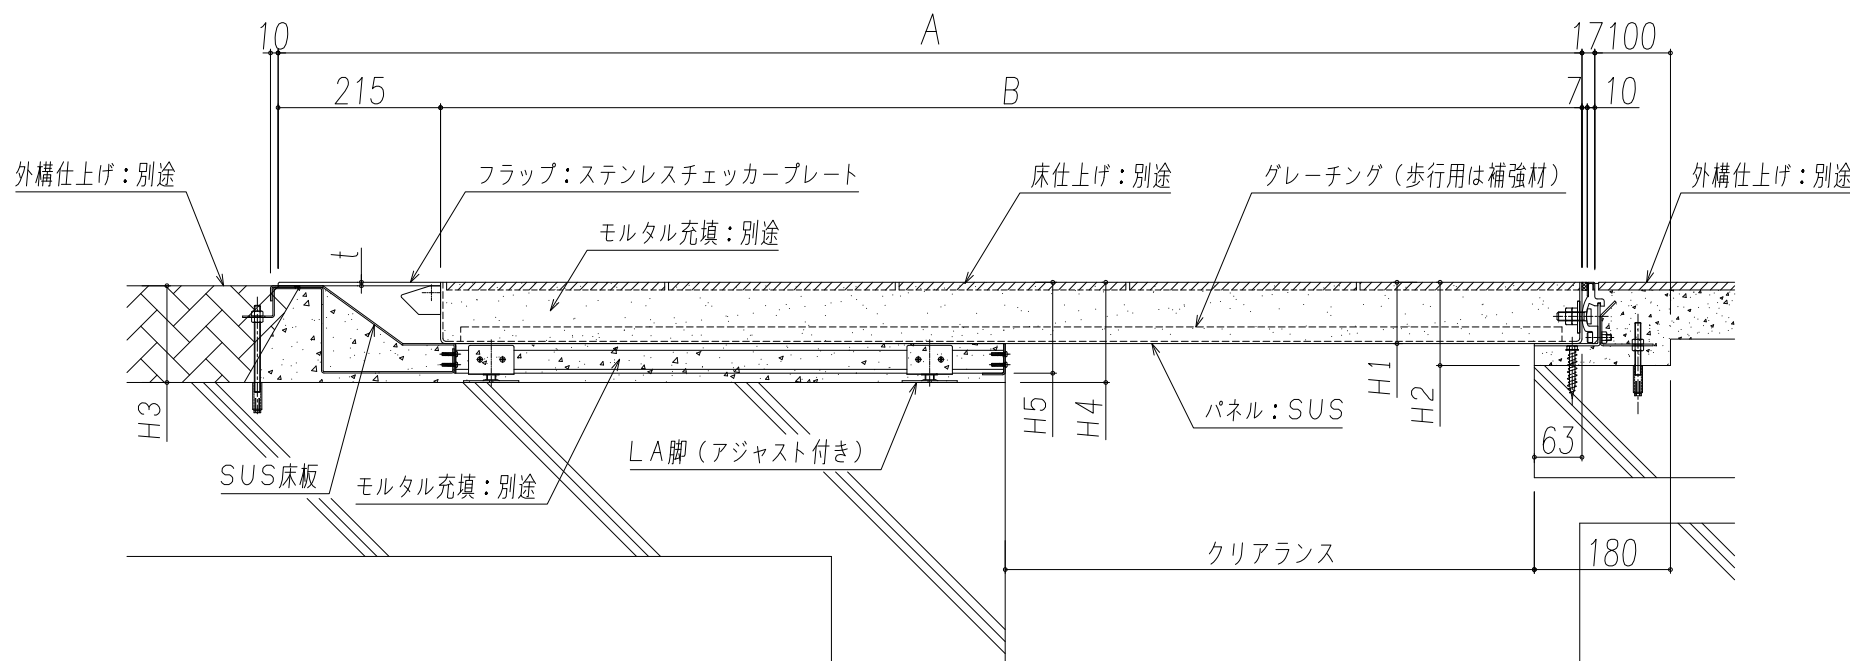 10
A
17
100
215
B
7
10
外構仕上げ：別途
フラップ：ステンレスチェッカープレート
床仕上げ：別途
グレーチング（歩行用は補強材）
外構仕上げ：別途
モルタル充填：別途
t
H3
H5
H4
H1
H2
パネル：SUS
63
LA脚（アジャスト付き）
SUS床板
モルタル充填：別途
クリアランス
180